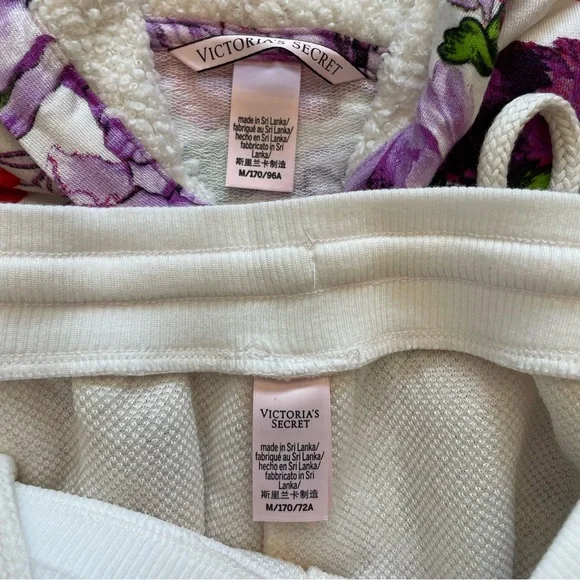 VICTORIA'S SECRET
made in Sri Lanka/
fabriqué au Sri Lanka/
hecho en Sri Lanka/
fabbricato in Sri
Lanka/
斯里兰卡制造
M/170/96A
VICTORIA'S
SECRET
made in Sri Lanka/
fabriqué au Sri Lanka/
hecho en Sri Lanka/
fabbricato in Sri
Lanka/
斯里兰卡制造
M/170/72A